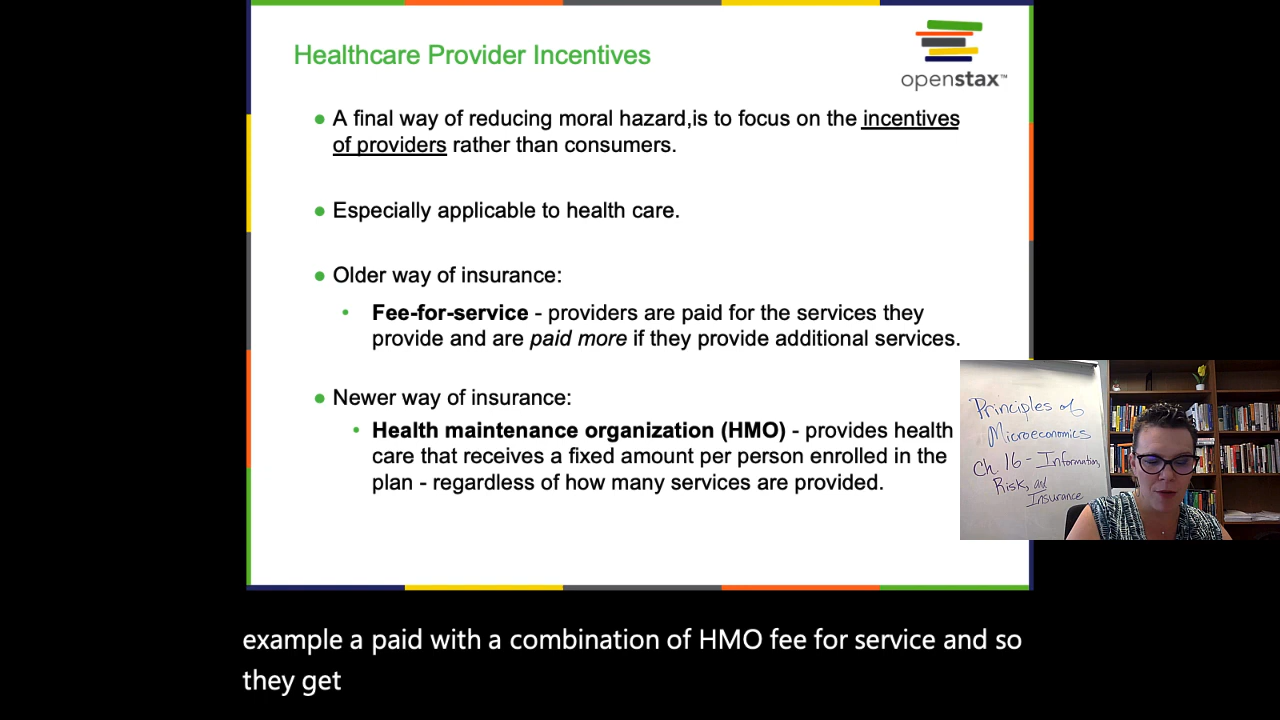 Healthcare Provider Incentives
openstax™
● A final way of reducing moral hazard,is to focus on the incentives
of providers rather than consumers.
● Especially applicable to health care.
● Older way of insurance:
• Fee-for-service - providers are paid for the services they
provide and are paid more if they provide additional services.
● Newer way of insurance:
• Health maintenance organization (HMO) - provides health
care that receives a fixed amount per person enrolled in the
plan - regardless of how many services are provided.
Principles of
Microeconomics
Ch 16 - Information,
Risk, and
Insurance
example a paid with a combination of HMO fee for service and so
they get